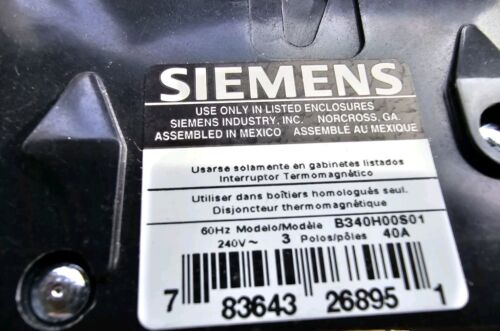 SIEMENS
USE ONLY IN LISTED ENCLOSURES
SIEMENS INDUSTRY, INC. NORCROSS, GA.
ASSEMBLED IN MEXICO ASSEMBLÉ AU MEXIQUE
Usarse solamente en gabinetes listados
Interruptor Termomagnético
Utiliser dans boîtiers homologués seul.
Disjoncteur thermomagnétique
60Hz Modelo/Modèle B340H00S01
240V~ 3 Polos/pôles 40A
7 83643 26895 1